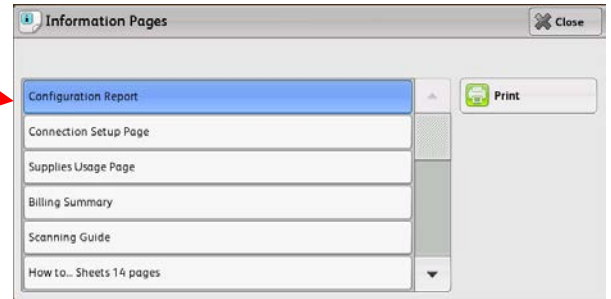 Information Pages
Close
Configuration Report
Print
Connection Setup Page
Supplies Usage Page
Billing Summary
Scanning Guide
How to... Sheets 14 pages